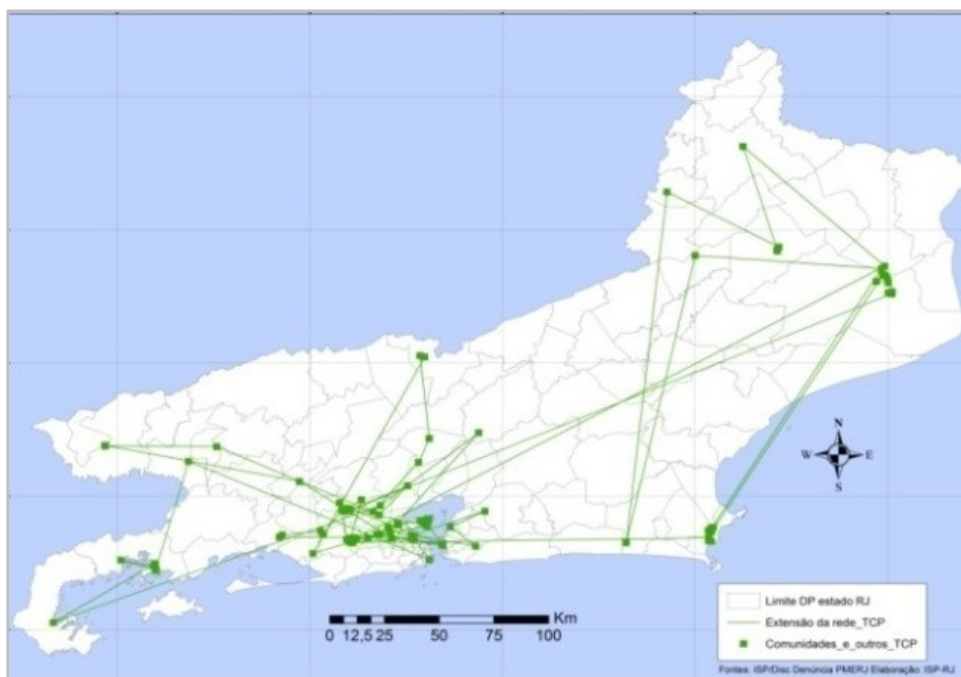 N
W E
S
Km
0 12,5 25 50 75 100
Limite DP estado RJ
Extensão da rede_TCP
Comunidades_e_outros_TCP
Fontes: ISP/Disc Denúncia PMERJ Elaboração: ISP-RJ